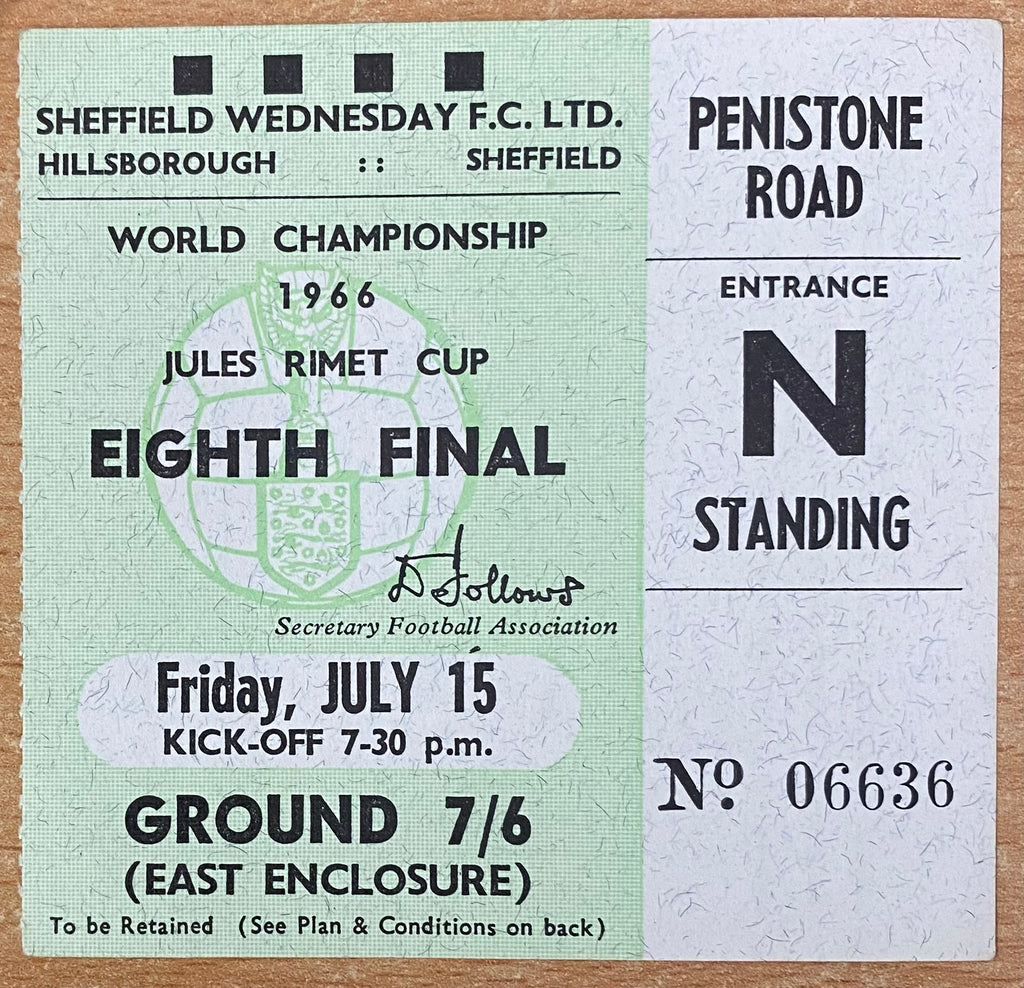 SHEFFIELD WEDNESDAY F.C. LTD.
HILLSBOROUGH :: SHEFFIELD
WORLD CHAMPIONSHIP
1966
JULES RIMET CUP
EIGHTH FINAL
D Follows
Secretary Football Association
Friday, JULY 15
KICK-OFF 7-30 p.m.
GROUND 7/6
(EAST ENCLOSURE)
To be Retained (See Plan & Conditions on back)
PENISTONE
ROAD
ENTRANCE
N
STANDING
Nº. 06636